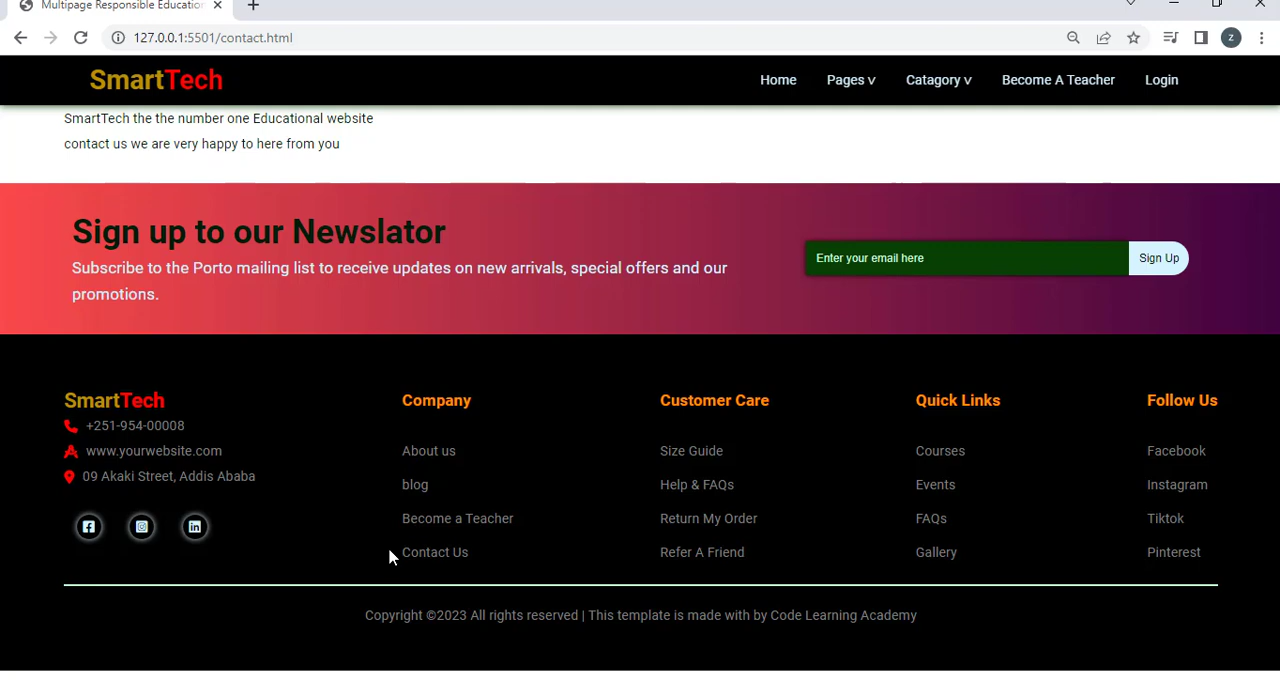 Multipage Responsible Educatio
127.0.0.1:5501/contact.html
z
SmartTech
Home Pages v Catagory v Become A Teacher Login
SmartTech the the number one Educational website
contact us we are very happy to here from you
Sign up to our Newslator
Subscribe to the Porto mailing list to receive updates on new arrivals, special offers and our
promotions.
Enter your email here Sign Up
SmartTech
+251-954-00008
www.yourwebsite.com
09 Akaki Street, Addis Ababa
Company
About us
blog
Become a Teacher
Contact Us
Customer Care
Size Guide
Help & FAQs
Return My Order
Refer A Friend
Quick Links
Courses
Events
FAQs
Gallery
Follow Us
Facebook
Instagram
Tiktok
Pinterest
Copyright ©2023 All rights reserved | This template is made with by Code Learning Academy